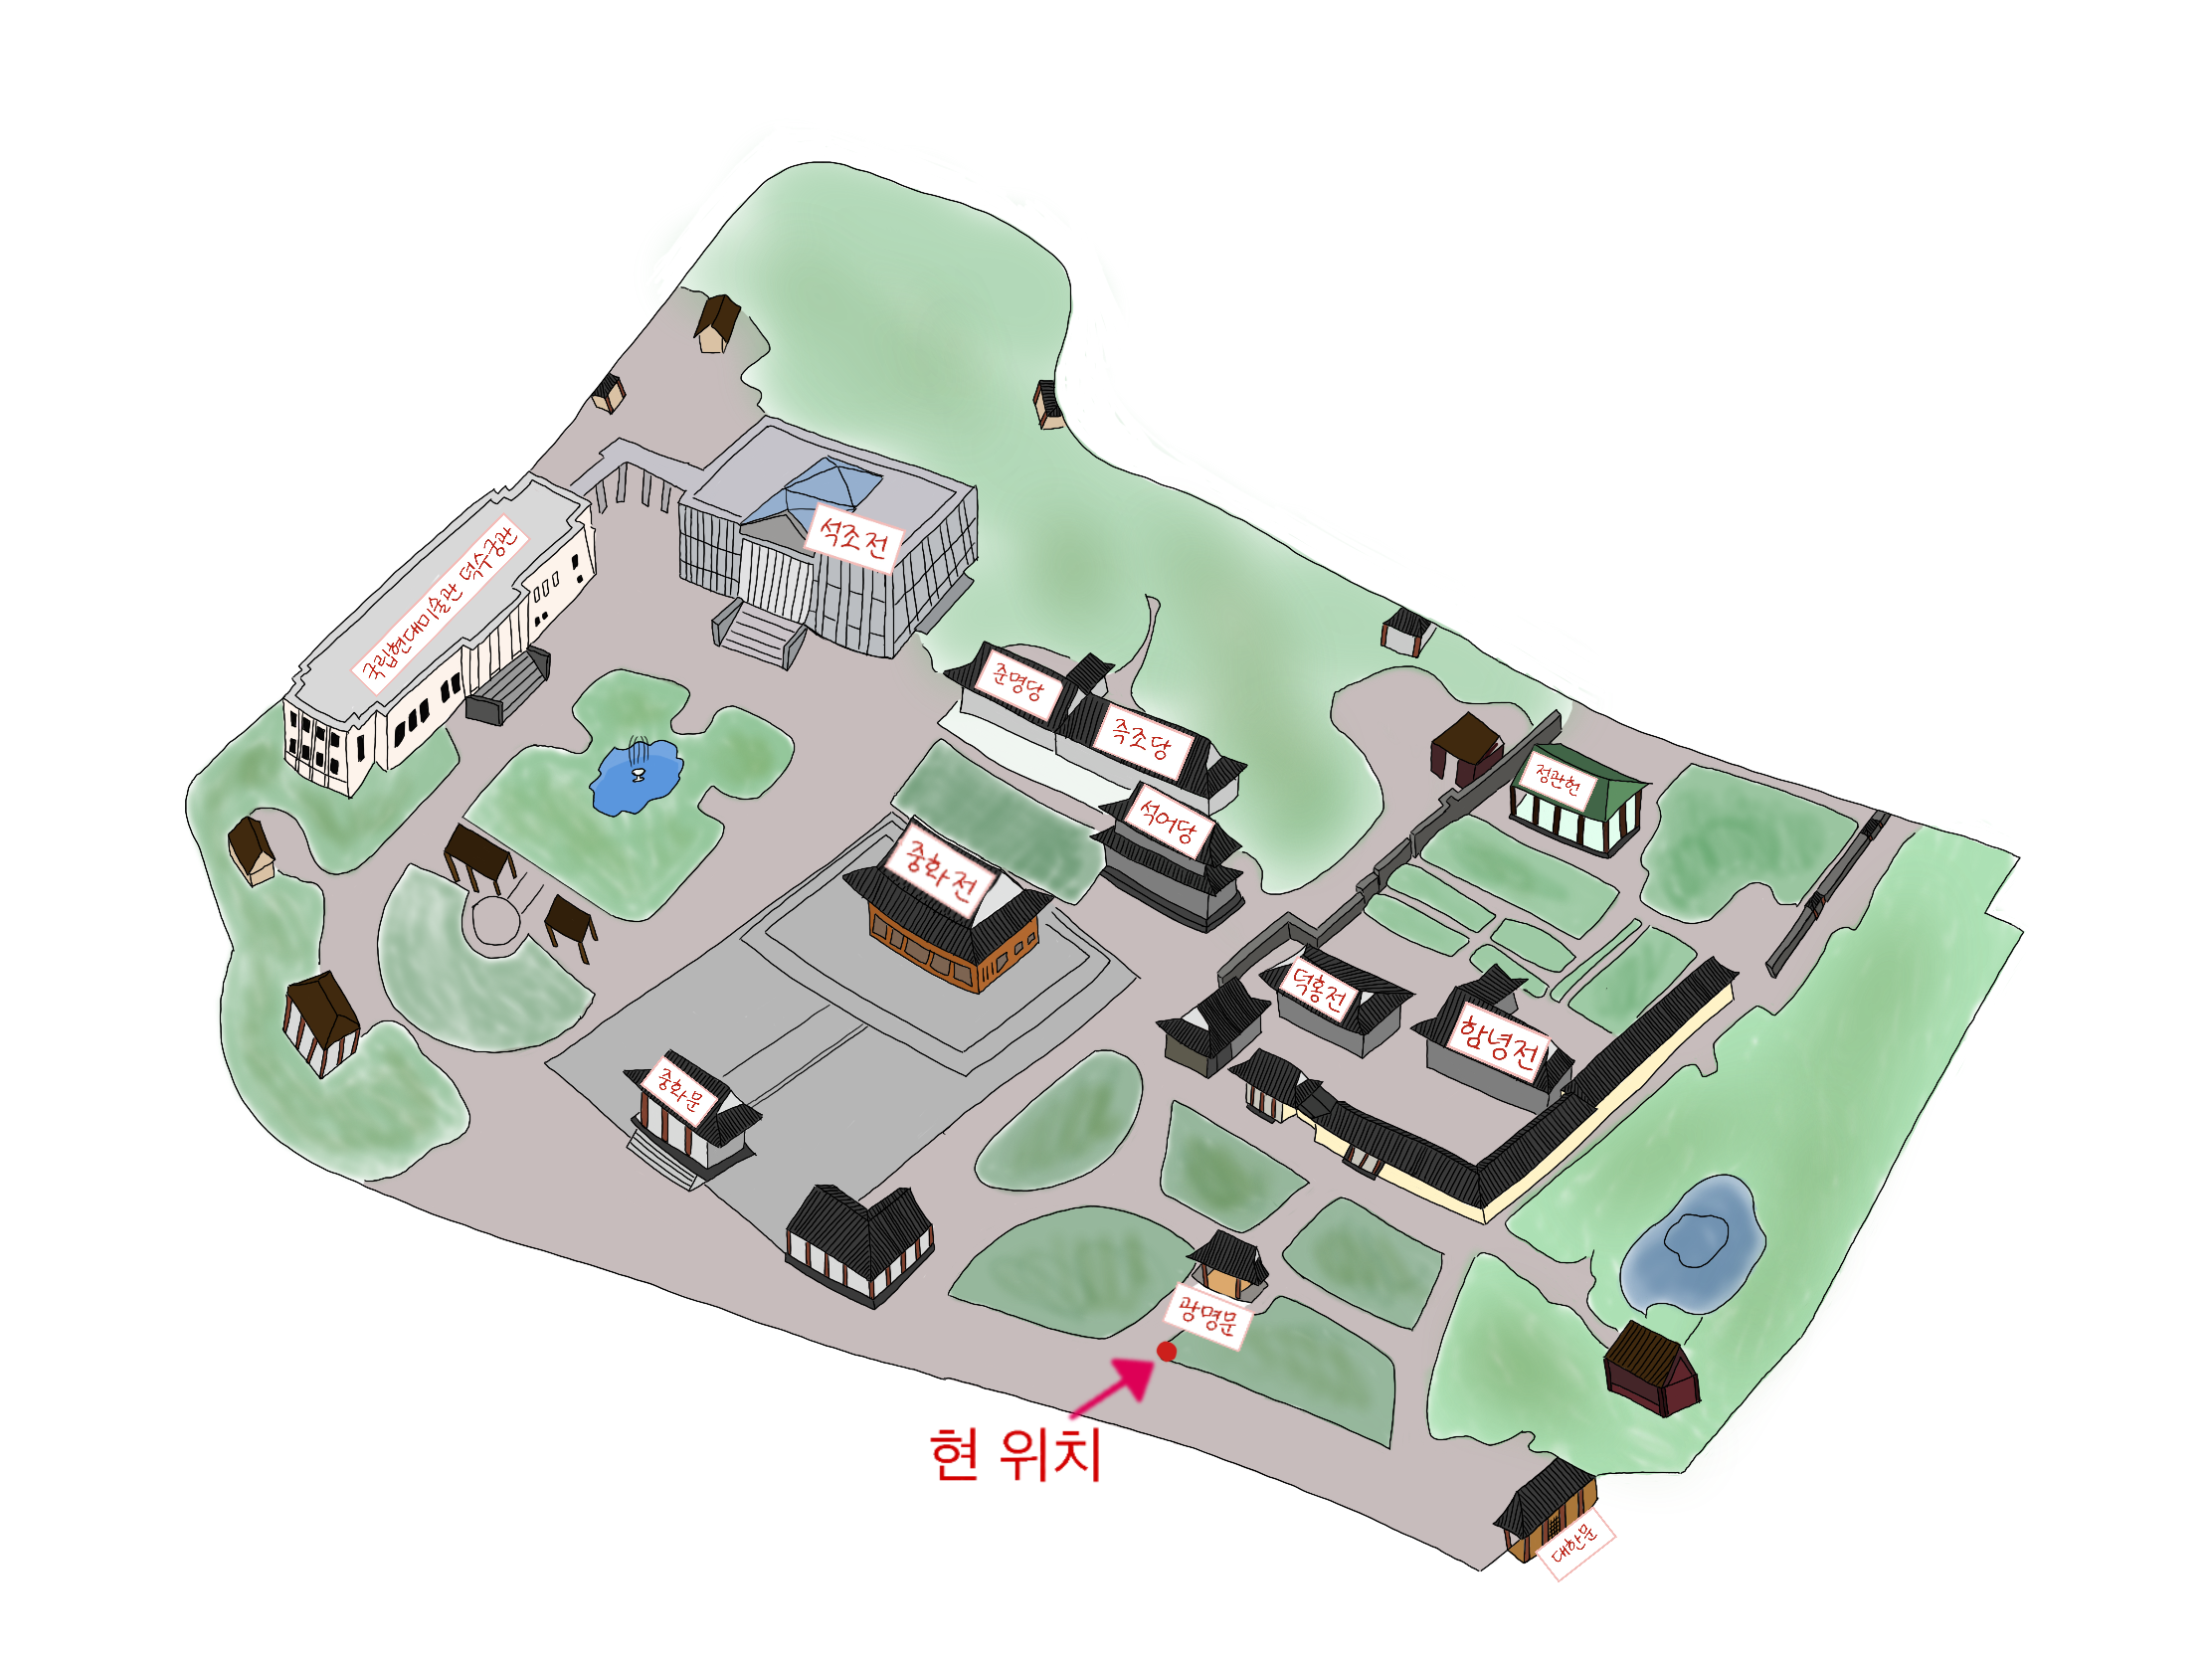 석조전
국립현대미술관 덕수궁관
준명당
즉조당
정관헌
석어당
중화전
덕홍전
함녕전
중화문
광명문
현 위치
대한문